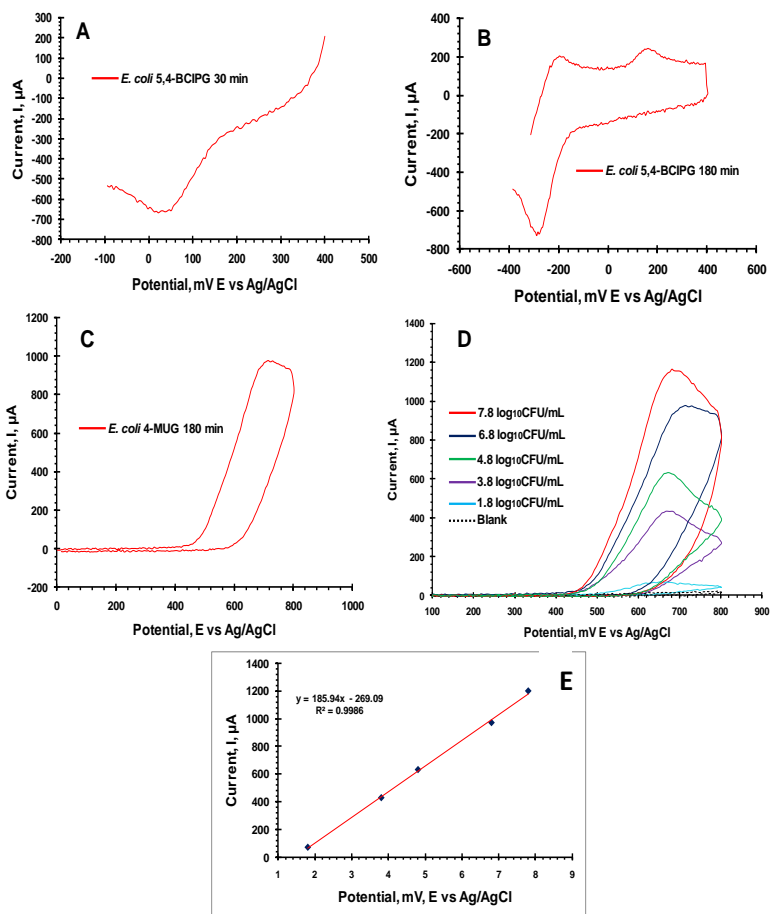 A
Current, I, µA
300
200
100
0
-100
-200
-300
-400
-500
-600
-700
-800
E. coli 5,4-BCIPG 30 min
-200 -100 0 100 200 300 400 500
Potential, mV E vs Ag/AgCl
B
Current, I, µA
400
200
0
-200
-400
-600
-800
E. coli 5,4-BCIPG 180 min
-600 -400 -200 0 200 400 600
Potential, mV E vs Ag/AgCl
C
Current, I, µA
1200
1000
800
600
400
200
0
-200
E. coli 4-MUG 180 min
0 200 400 600 800 1000
Potential, E vs Ag/AgCl
D
Current, I, µA
1400
1200
1000
800
600
400
200
0
7.8 log10CFU/mL
6.8 log10CFU/mL
4.8 log10CFU/mL
3.8 log10CFU/mL
1.8 log10CFU/mL
Blank
100 200 300 400 500 600 700 800 900
Potential, mV E vs Ag/AgCl
E
Current, I, µA
1400
1200
1000
800
600
400
200
0
y = 185.94x - 269.09
R² = 0.9986
1 2 3 4 5 6 7 8 9
Potential, mV, E vs Ag/AgCl